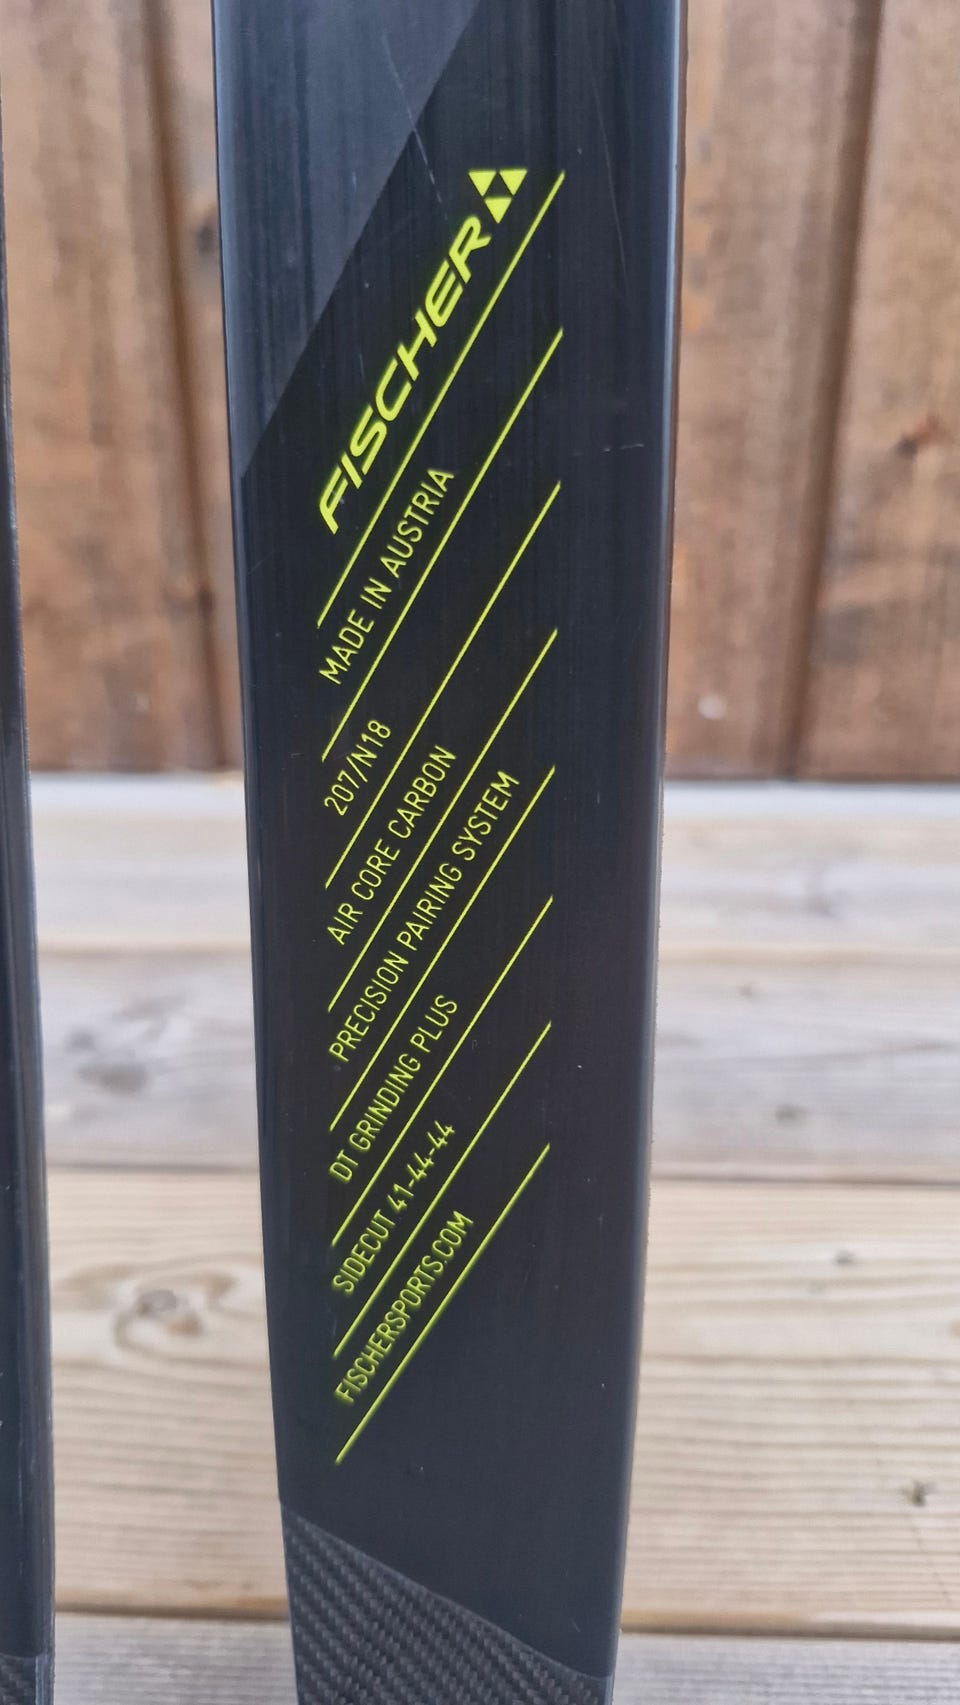 FISCHER
MADE IN AUSTRIA
207/N18
AIR CORE CARBON
PRECISION PAIRING SYSTEM
DT GRINDING PLUS
SIDECUT 41-44-44
FISCHERSPORTS.COM